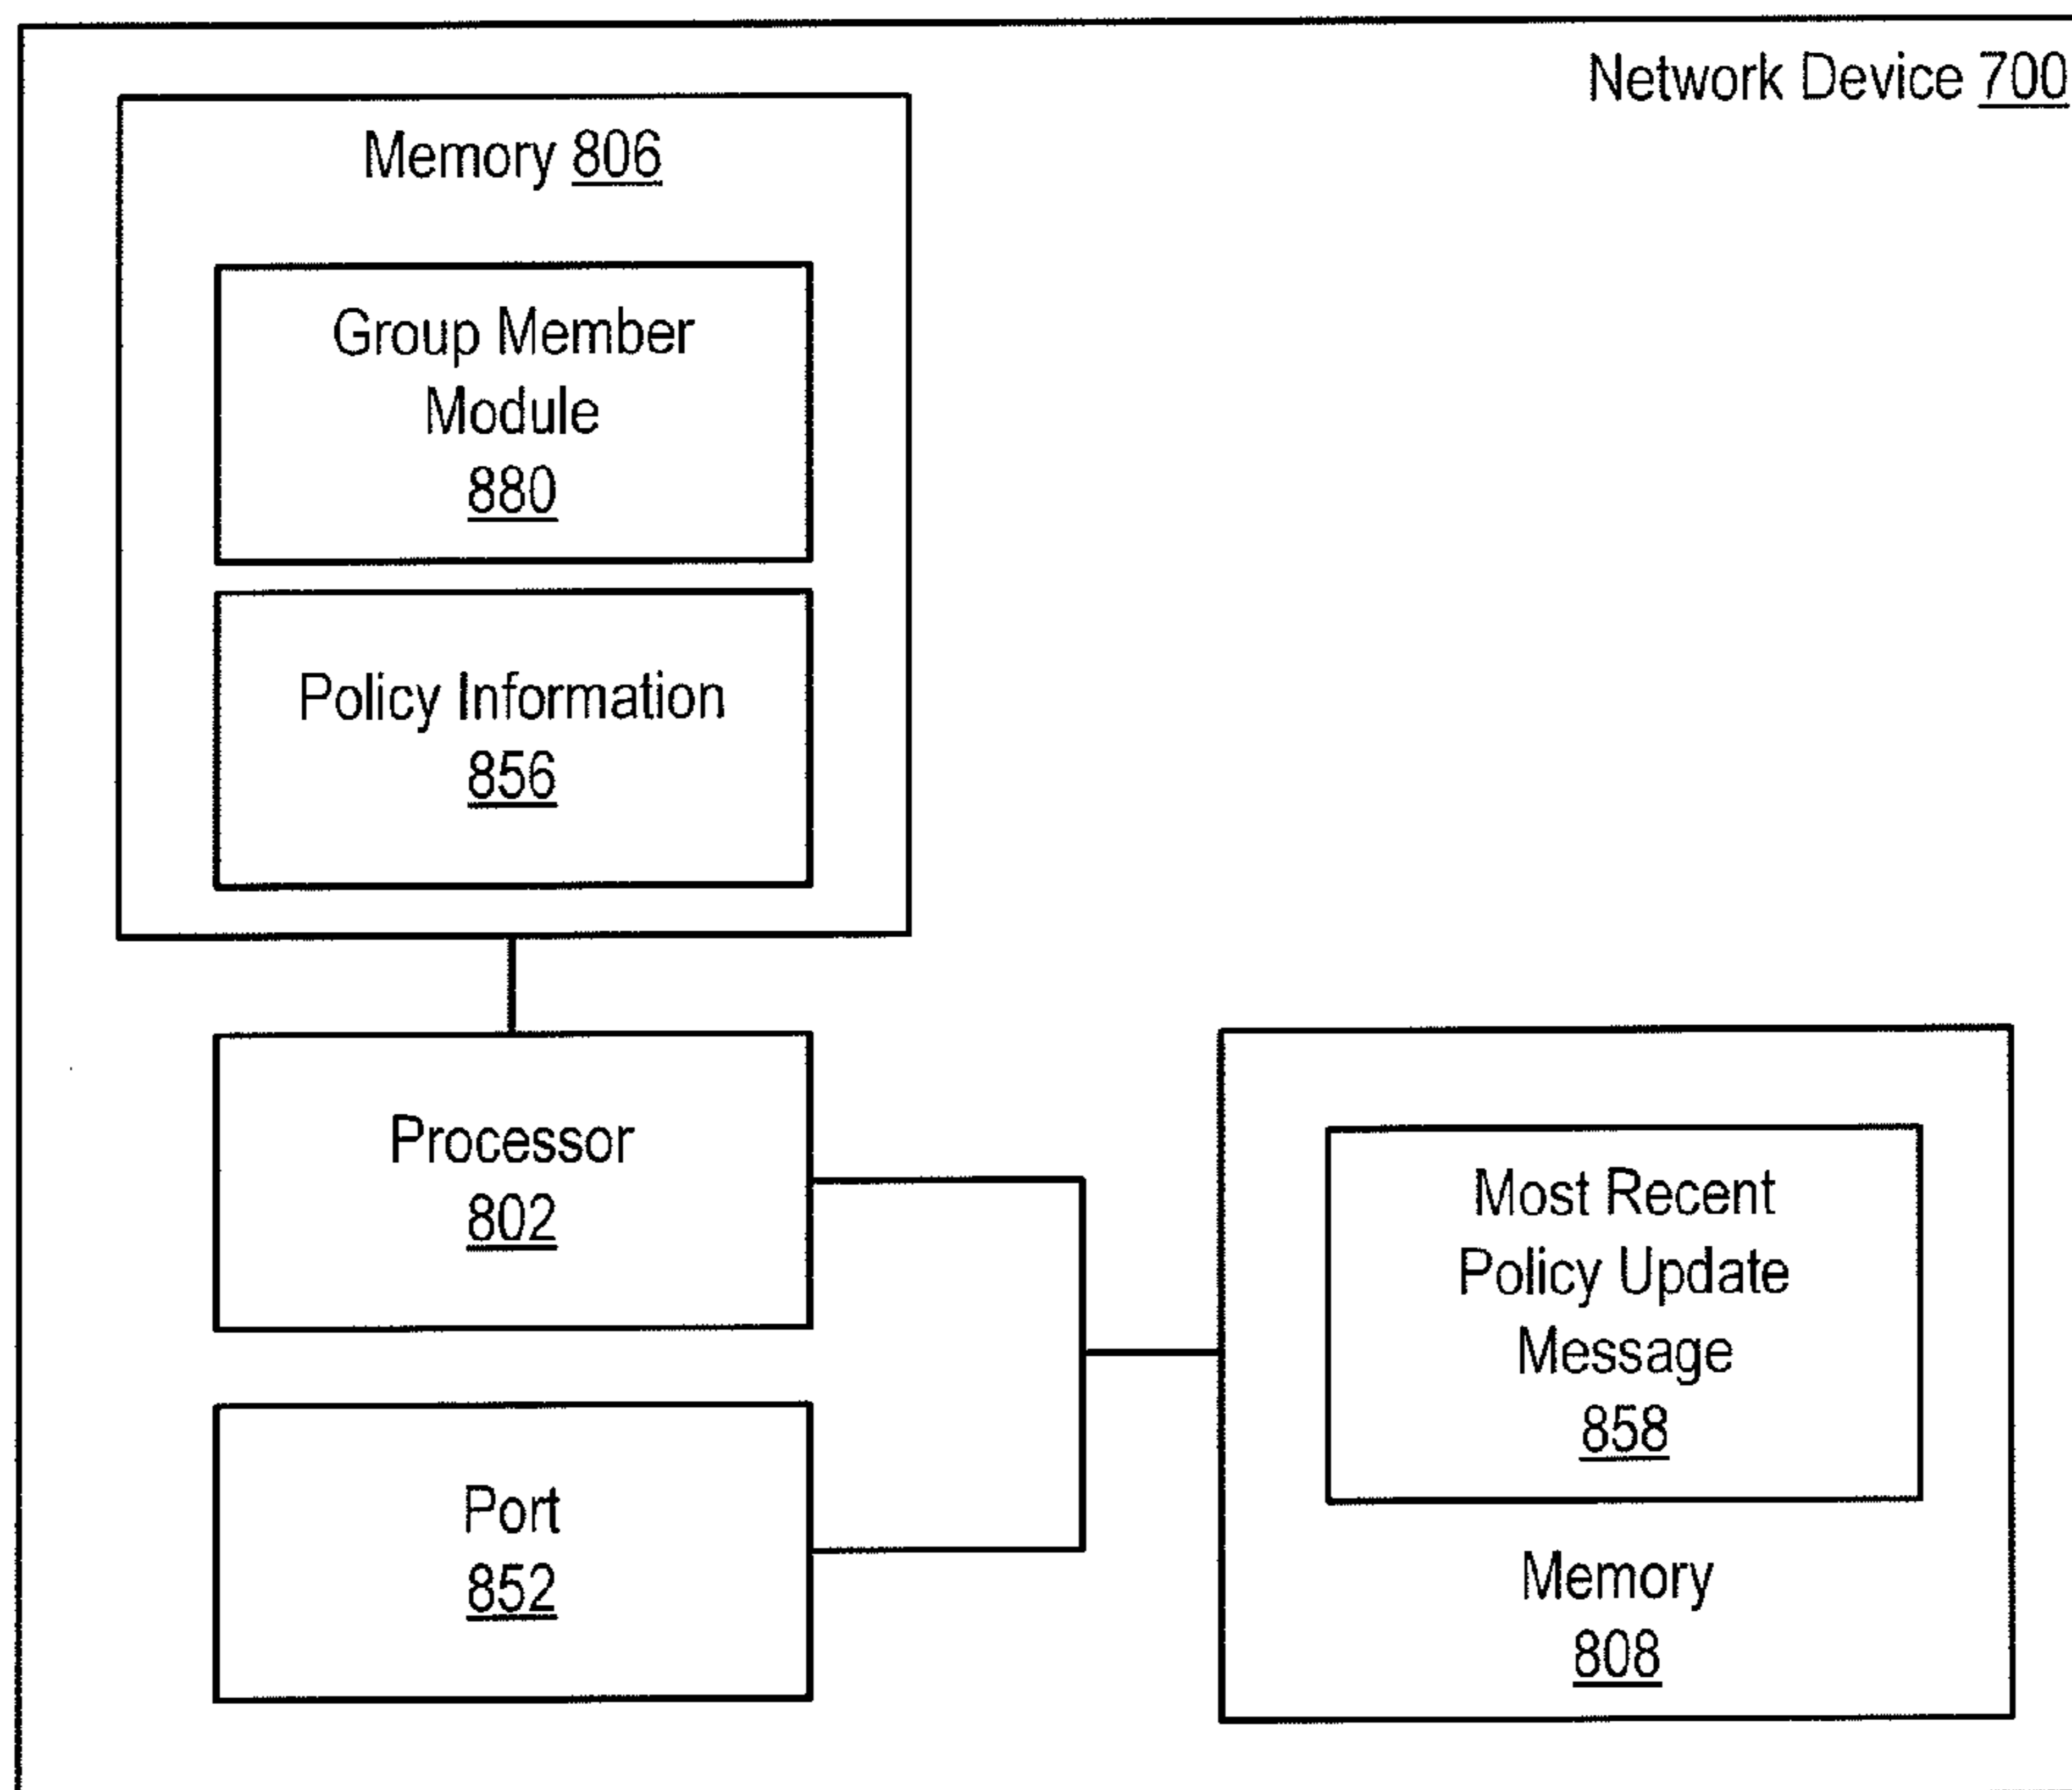 Network Device 700
Memory 806
Group Member
Module
880
Policy Information
856
Processor
802
Port
852
Most Recent
Policy Update
Message
858
Memory
808